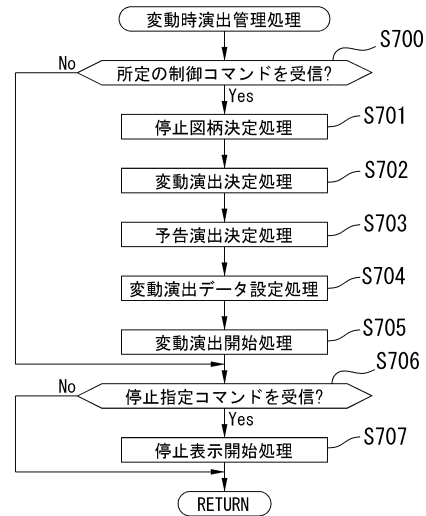 変動時演出管理処理
S700
No
所定の制御コマンドを受信?
Yes
S701
停止図柄決定処理
S702
変動演出決定処理
S703
予告演出決定処理
S704
変動演出データ設定処理
S705
変動演出開始処理
S706
No
停止指定コマンドを受信?
Yes
S707
停止表示開始処理
RETURN